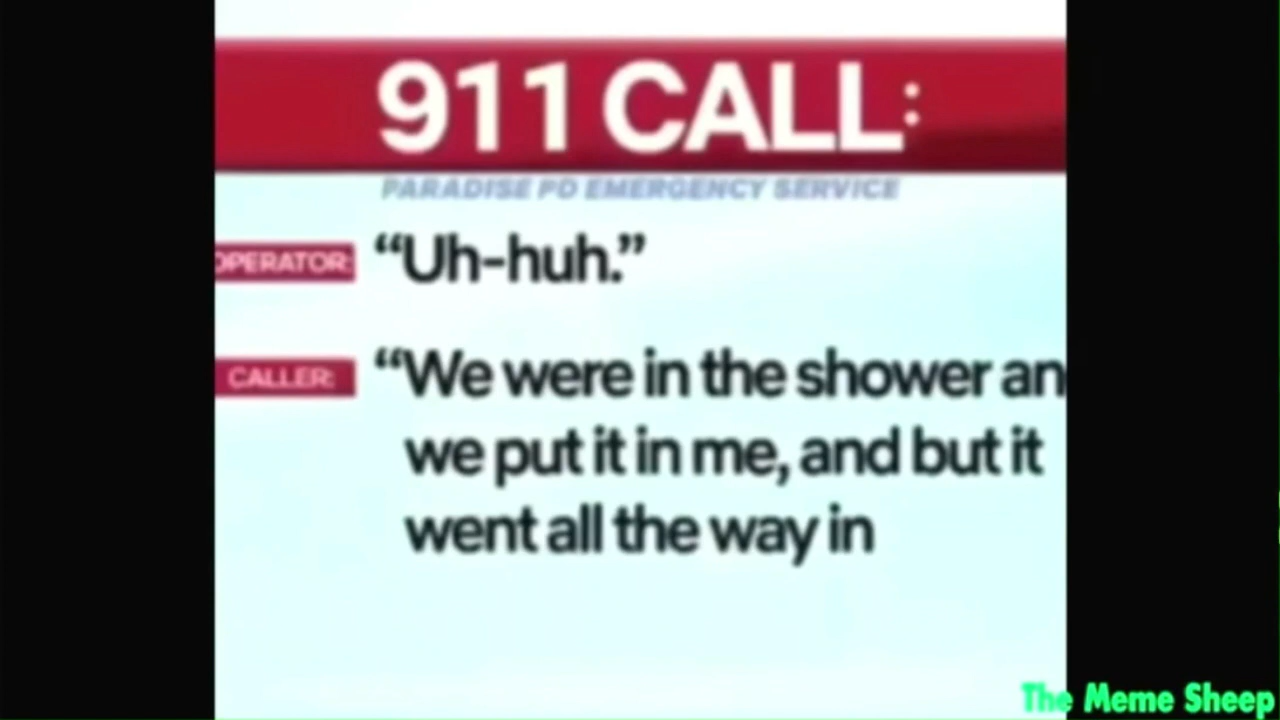 911 CALL:
PARADISE PD EMERGENCY SERVICE
OPERATOR: “Uh-huh.”
CALLER: “We were in the shower an
we put it in me, and but it
went all the way in
The Meme Sheep